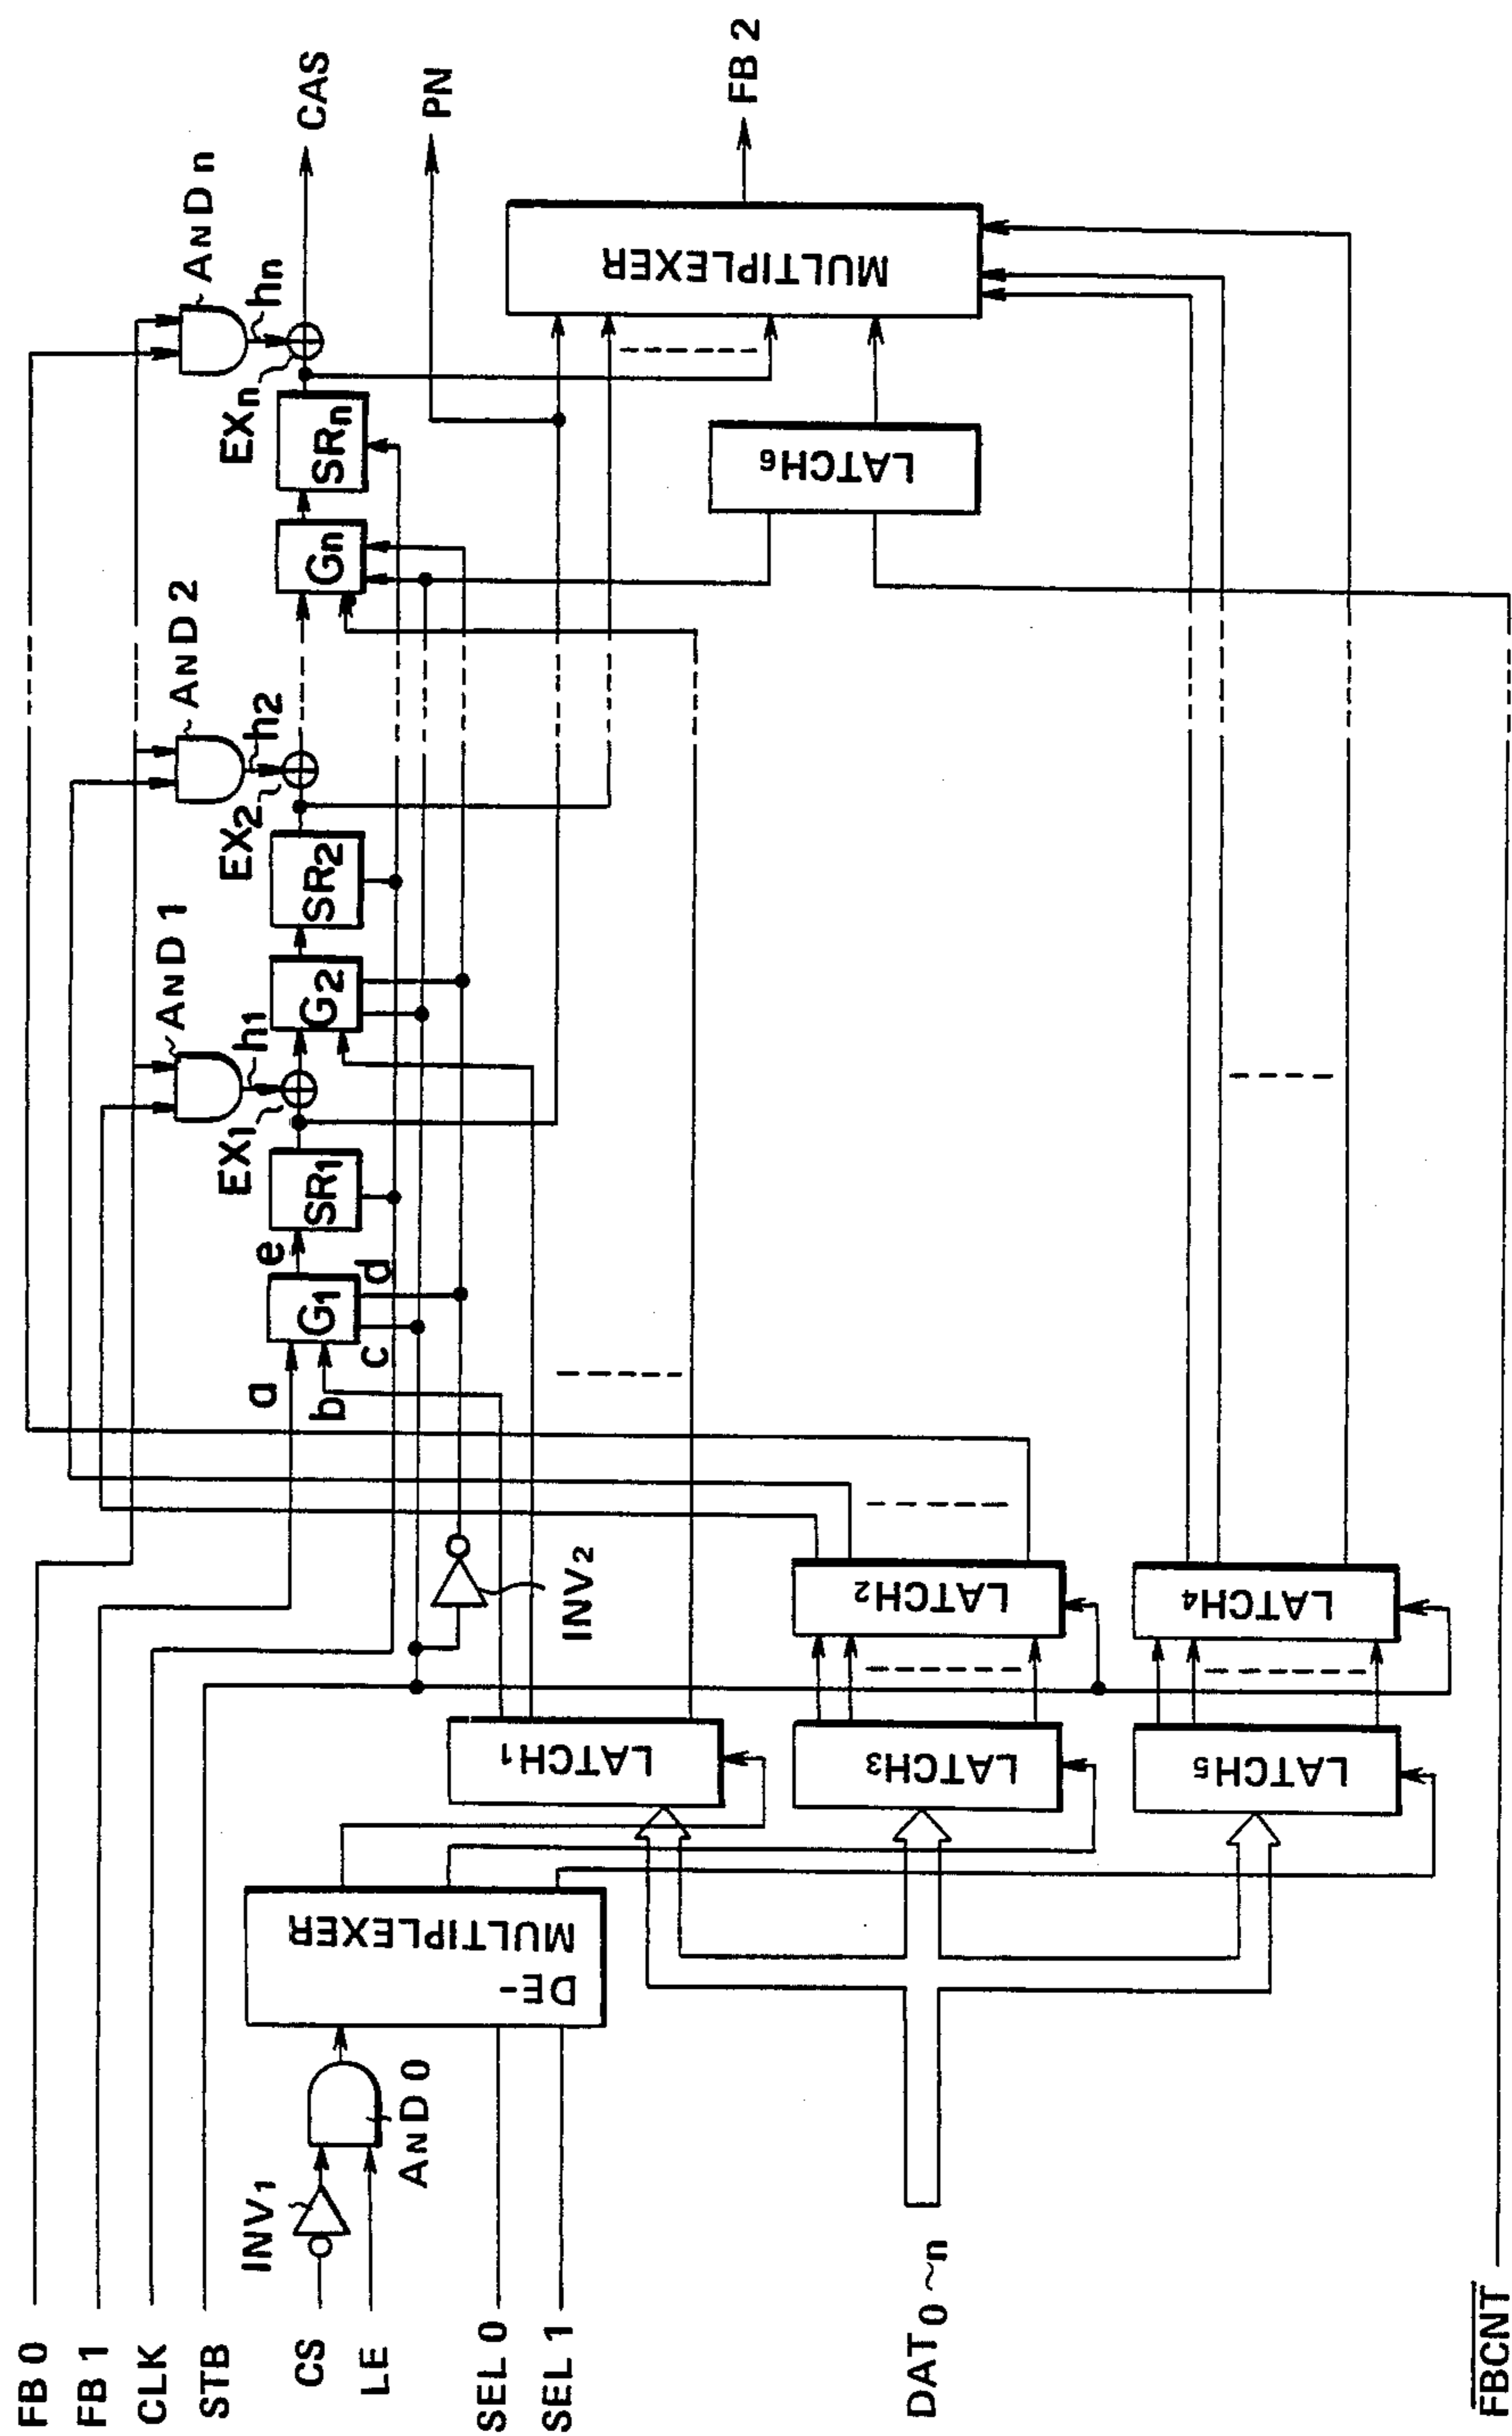 FB 0
FB 1
CLK
STB
CS
LE
SEL 0
SEL 1
DAT0~n
FBCNT
INV1
AND 0
DE-
MULTIPLEXER
LATCH1
LATCH3
LATCH5
LATCH2
LATCH4
INV2
a
b
c
d
e
G1
SR1
EX1
h1
AND 1
G2
SR2
EX2
h2
AND 2
Gn
SRn
EXn
hn
AND n
LATCH6
MULTIPLEXER
CAS
PN
FB 2